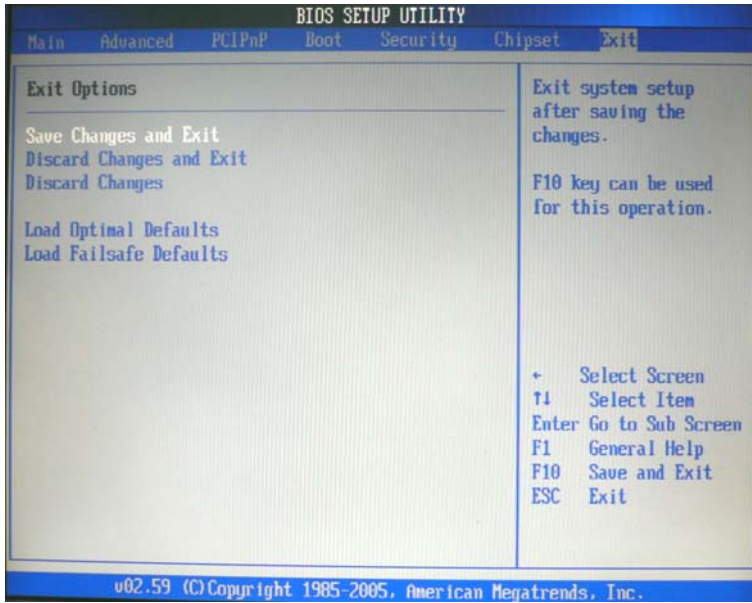 BIOS SETUP UTILITY
Main Advanced PCIPnP Boot Security Chipset Exit
Exit Options
Save Changes and Exit
Discard Changes and Exit
Discard Changes
Load Optimal Defaults
Load Failsafe Defaults
Exit system setup
after saving the
changes.
F10 key can be used
for this operation.
← Select Screen
↑↓ Select Item
Enter Go to Sub Screen
F1 General Help
F10 Save and Exit
ESC Exit
v02.59 (C)Copyright 1985-2005, American Megatrends, Inc.